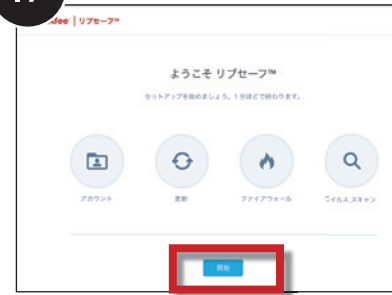 Afee | リブセーフ™
ようこそ リブセーフ™
セットアップを始めましょう。1分ほどで終わります。
アカウント
更新
ファイアウォール
ウイルス スキャン
開始